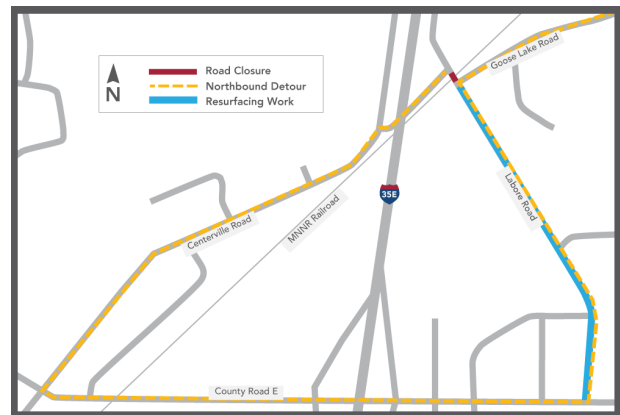 Road Closure
Northbound Detour
Resurfacing Work
N
Goose Lake Road
Labore Road
35E
MNNR Railroad
Centerville Road
County Road E